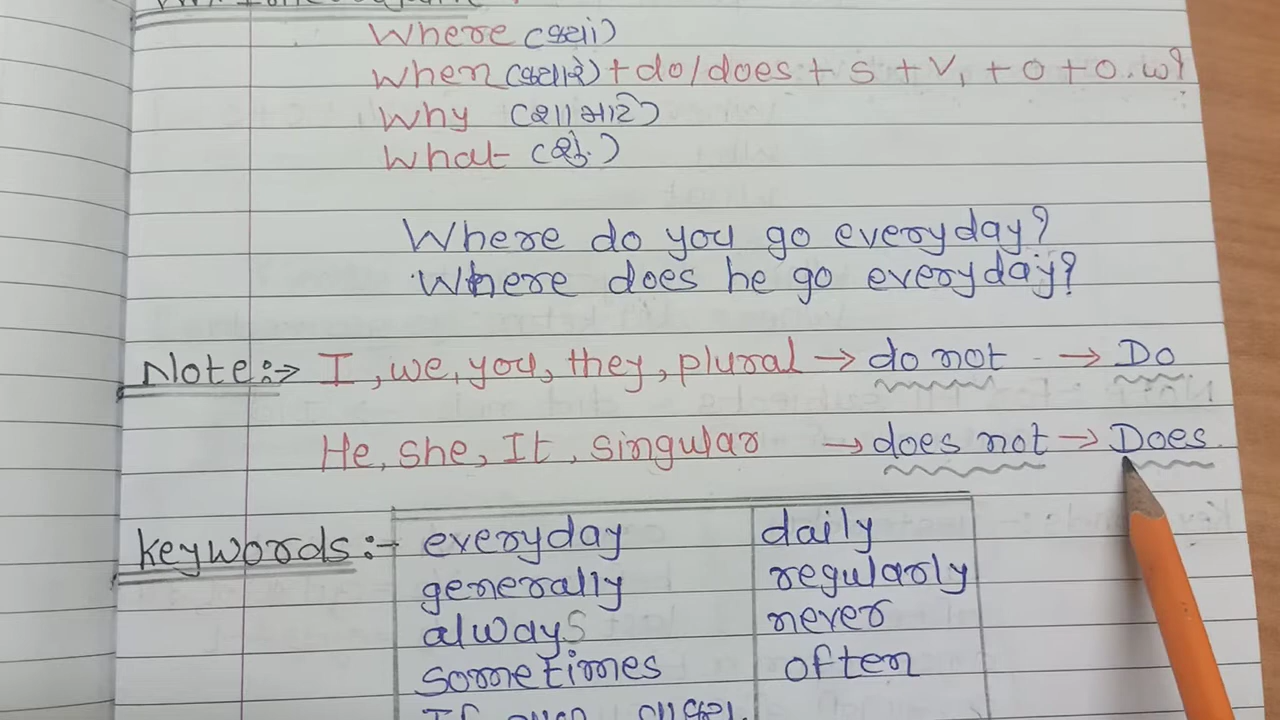 Where (ક્યાં)
When (ક્યારે) + do/does + s + V₁ + o + o.w?
Why (શા માટે)
What (શું)
Where do you go everyday?
Where does he go everyday?
Note:-> I, we, you, they, plural → do not → Do
He, she, It, singular → does not → Does
Keywords:- everyday daily
generally regularly
always never
sometimes often